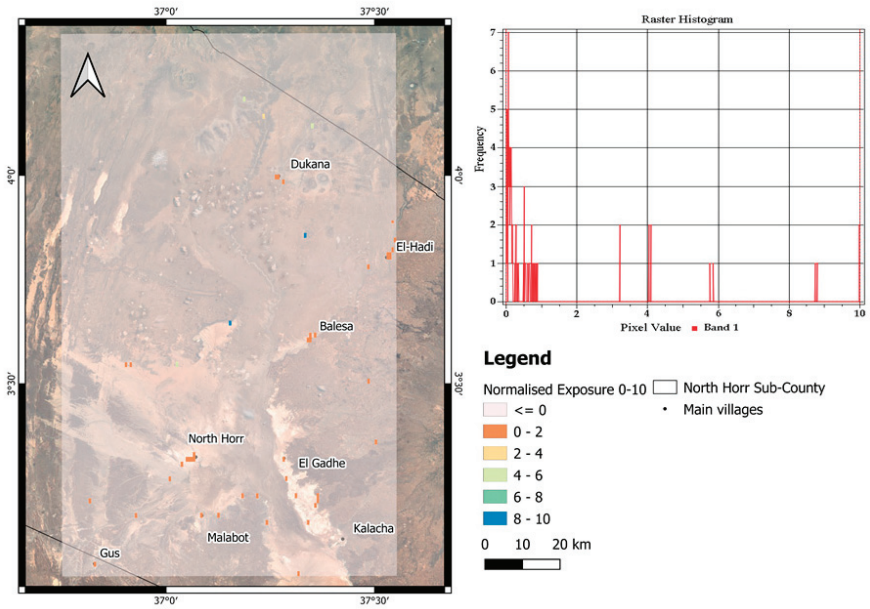 37°0' 37°30'
Dukana
4°0' 4°0'
El-Hadi
Balesa
3°30' 3°30'
North Horr
El Gadhe
Kalacha
Malabot
Gus
37°0' 37°30'
Raster Histogram
7
6
5
4
3
2
1
0
Frequency
0 2 4 6 8 10
Pixel Value Band 1
Legend
Normalised Exposure 0-10 North Horr Sub-County
<= 0 Main villages
0 - 2
2 - 4
4 - 6
6 - 8
8 - 10
0 10 20 km